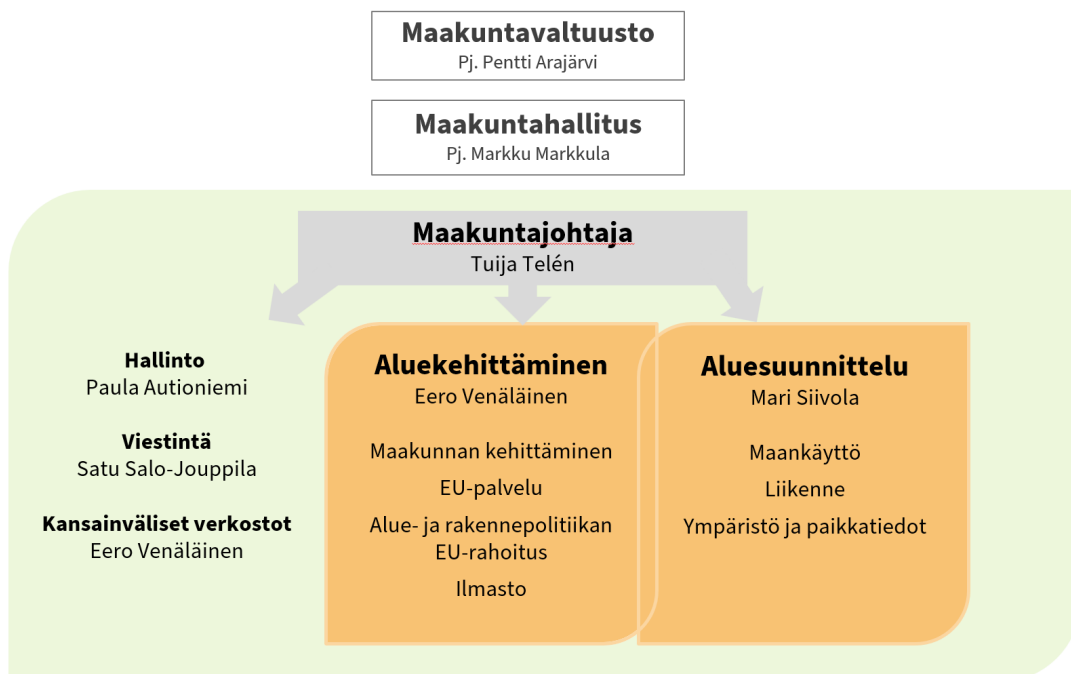 Maakuntavaltuusto
Pj. Pentti Arajärvi
Maakuntahallitus
Pj. Markku Markkula
Maakuntajohtaja
Tuija Telén
Hallinto
Paula Autioniemi
Viestintä
Satu Salo-Jouppila
Kansainväliset verkostot
Eero Venäläinen
Aluekehittäminen
Eero Venäläinen
Maakunnan kehittäminen
EU-palvelu
Alue- ja rakennepolitiikan
EU-rahoitus
Ilmasto
Aluesuunnittelu
Mari Siivola
Maankäyttö
Liikenne
Ympäristö ja paikkatiedot